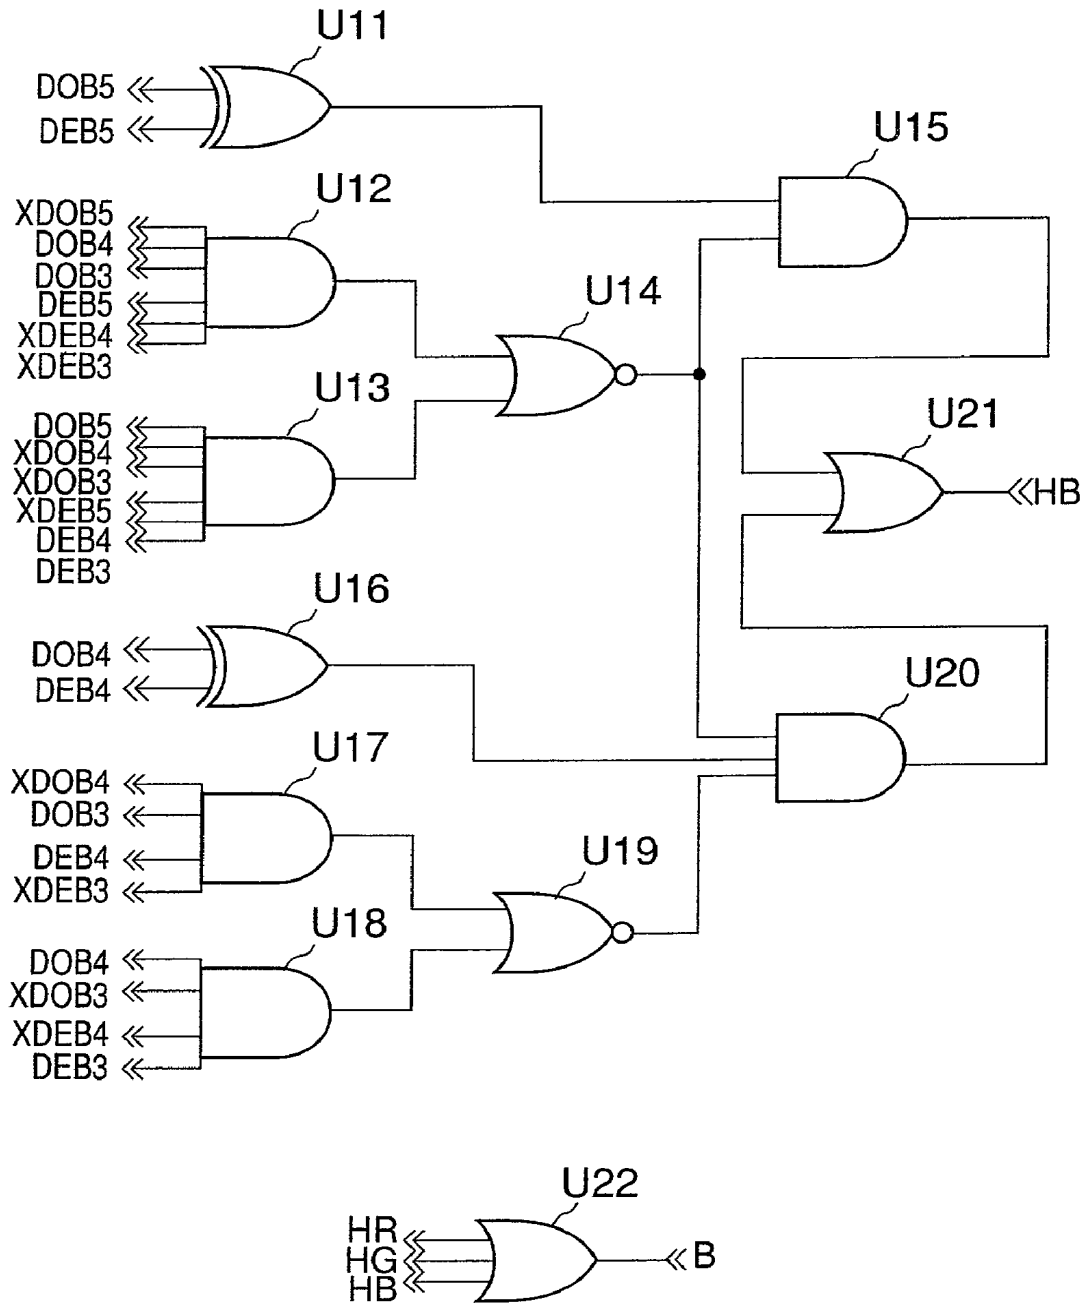 U11
DOB5
DEB5
U15
U12
XDOB5
DOB4
DOB3
DEB5
XDEB4
XDEB3
U14
U13
DOB5
XDOB4
XDOB3
XDEB5
DEB4
DEB3
U21
HB
U16
DOB4
DEB4
U20
U17
XDOB4
DOB3
DEB4
XDEB3
U19
U18
DOB4
XDOB3
XDEB4
DEB3
U22
HR
HG
HB
B